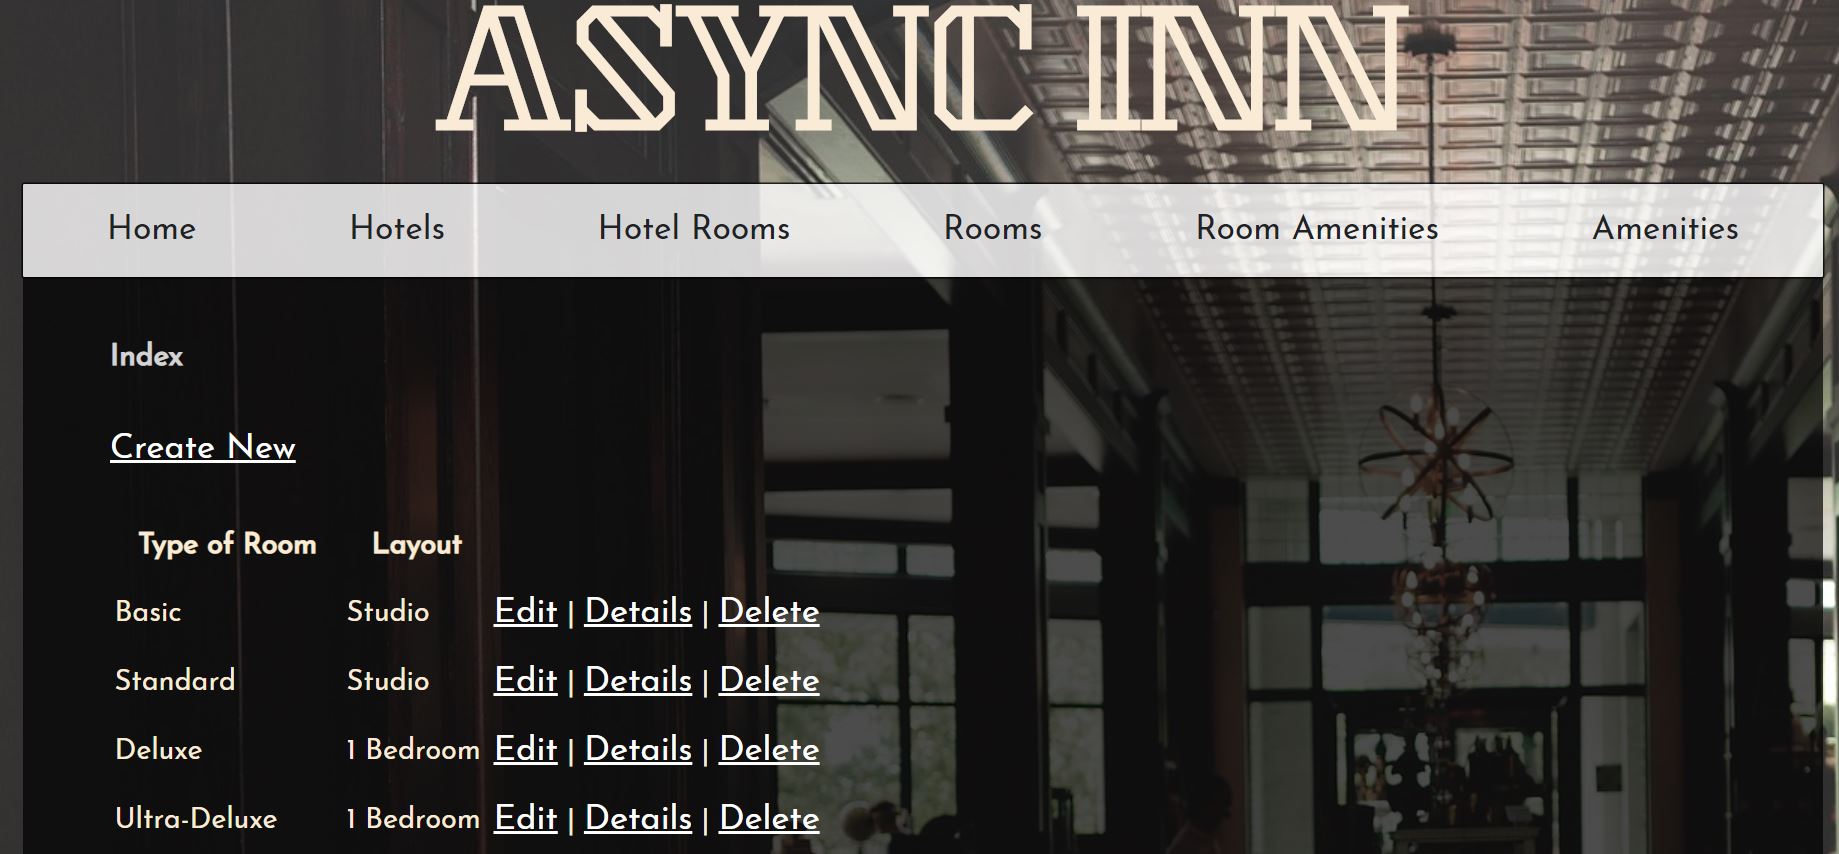 ASYNC INN
Home Hotels Hotel Rooms Rooms Room Amenities Amenities
Index
Create New
Type of Room Layout
Basic Studio Edit | Details | Delete
Standard Studio Edit | Details | Delete
Deluxe 1 Bedroom Edit | Details | Delete
Ultra-Deluxe 1 Bedroom Edit | Details | Delete